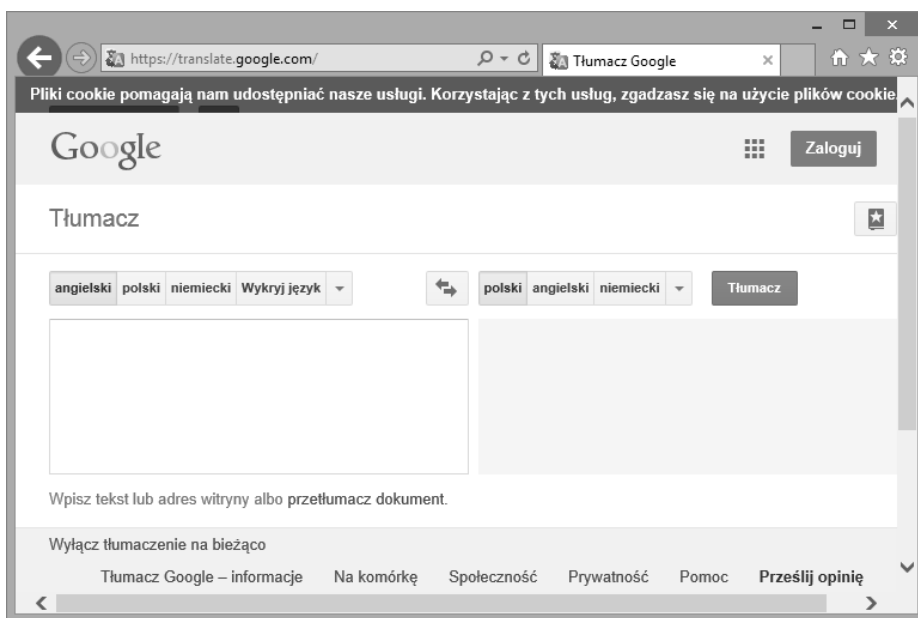 https://translate.google.com/ Tłumacz Google
Pliki cookie pomagają nam udostępniać nasze usługi. Korzystając z tych usług, zgadzasz się na użycie plików cookie.
Google Zaloguj
Tłumacz
angielski polski niemiecki Wykryj język polski angielski niemiecki Tłumacz
Wpisz tekst lub adres witryny albo przetłumacz dokument.
Wyłącz tłumaczenie na bieżąco
Tłumacz Google – informacje Na komórkę Społeczność Prywatność Pomoc Prześlij opinię